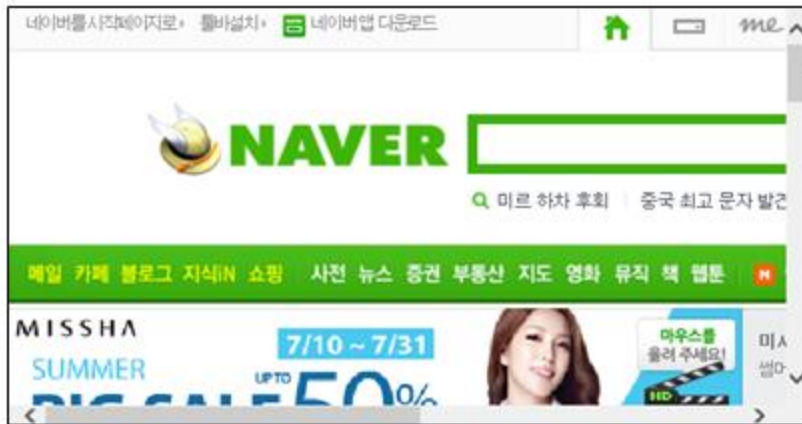 네이버를 시작페이지로 툴바설치 네이버 앱 다운로드
me
NAVER
미르 하차 후회 중국 최고 문자 발견
메일 카페 블로그 지식iN 쇼핑 사전 뉴스 증권 부동산 지도 영화 뮤직 책 웹툰 N
MISSHA
7/10 ~ 7/31
마우스를
올려 주세요!
SUMMER
UP TO
BIG SALE 50%
HD